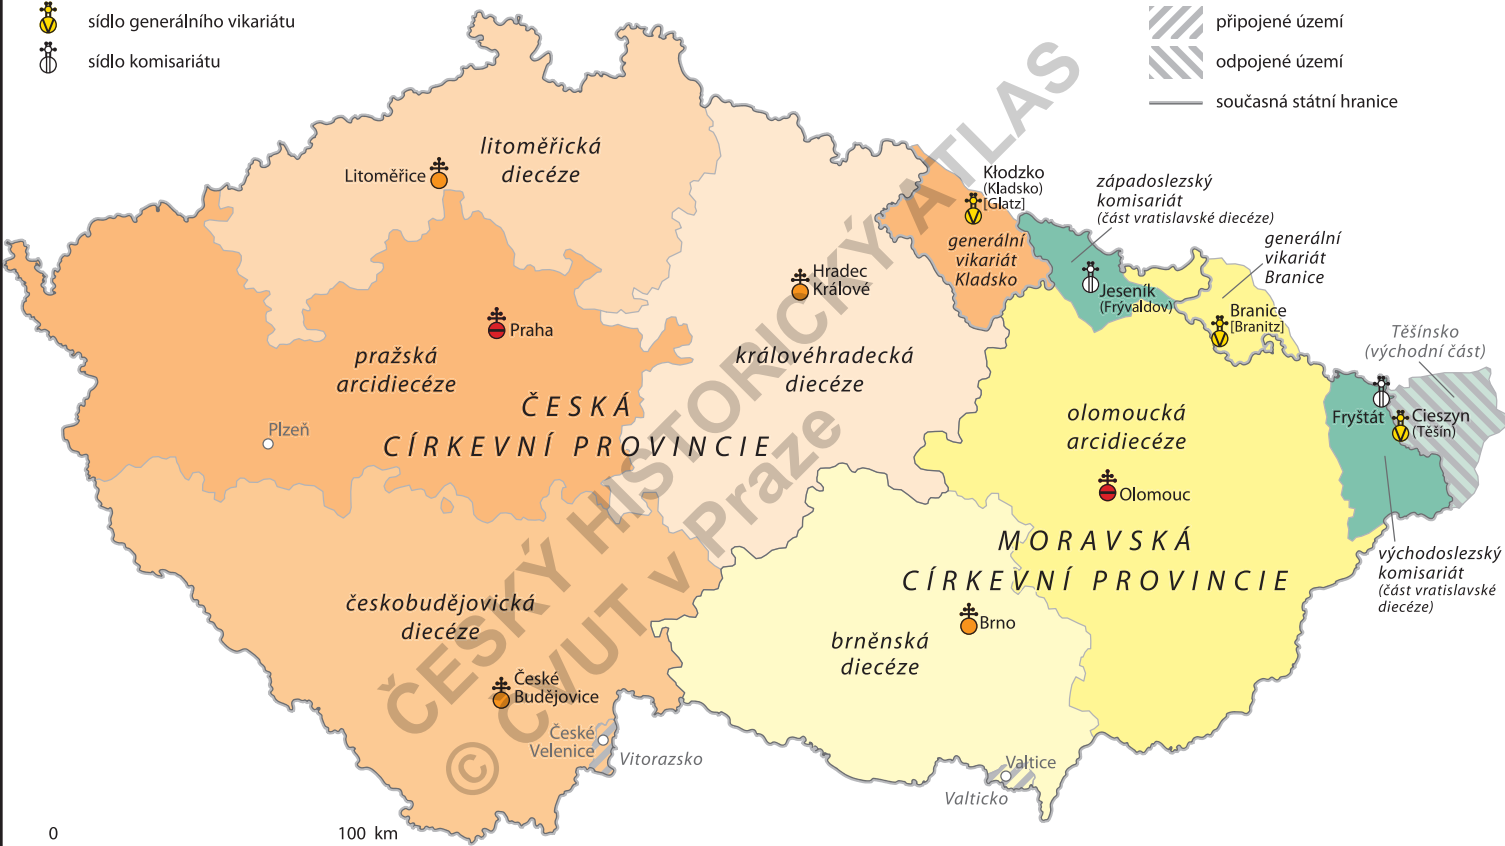 sídlo generálního vikariátu
sídlo komisariátu
připojené území
odpojené území
současná státní hranice
litoměřická
diecéze
Litoměřice
Kłodzko
(Kladsko)
[Glatz]
západoslezský
komisariát
(část vratislavské diecéze)
generální
vikariát
Kladsko
generální
vikariát
Branice
Hradec
Králové
Jeseník
(Frývaldov)
Branice
[Branitz]
Praha
Těšínsko
(východní část)
pražská
arcidiecéze
královéhradecká
diecéze
ČESKÁ
CÍRKEVNÍ PROVINCIE
Plzeň
olomoucká
arcidiecéze
Fryštát
Cieszyn
(Těšín)
Olomouc
MORAVSKÁ
CÍRKEVNÍ PROVINCIE
východoslezský
komisariát
(část vratislavské
diecéze)
českobudějovická
diecéze
brněnská
diecéze
Brno
České
Budějovice
České
Velenice
Vitorazsko
Valtice
Valticko
0
100 km
ČESKÝ HISTORICKÝ ATLAS
© ČVUT v Praze